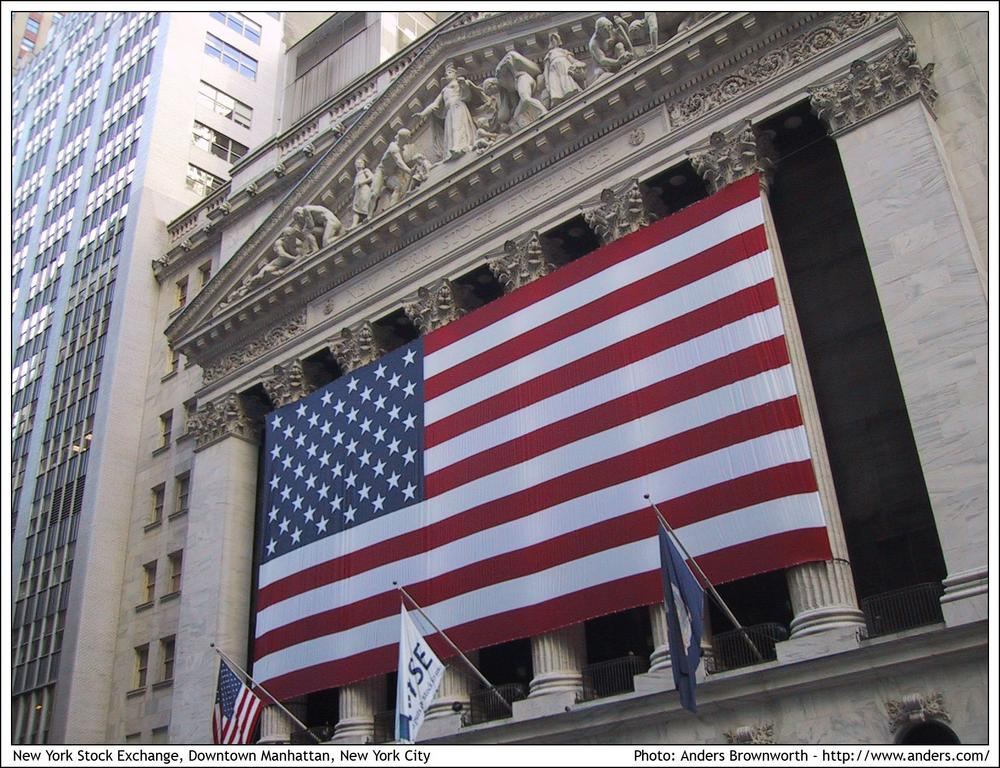 NEW YORK STOCK EXCHANGE
NYSE
New York Stock Exchange, Downtown Manhattan, New York City
Photo: Anders Brownworth - http://www.anders.com/